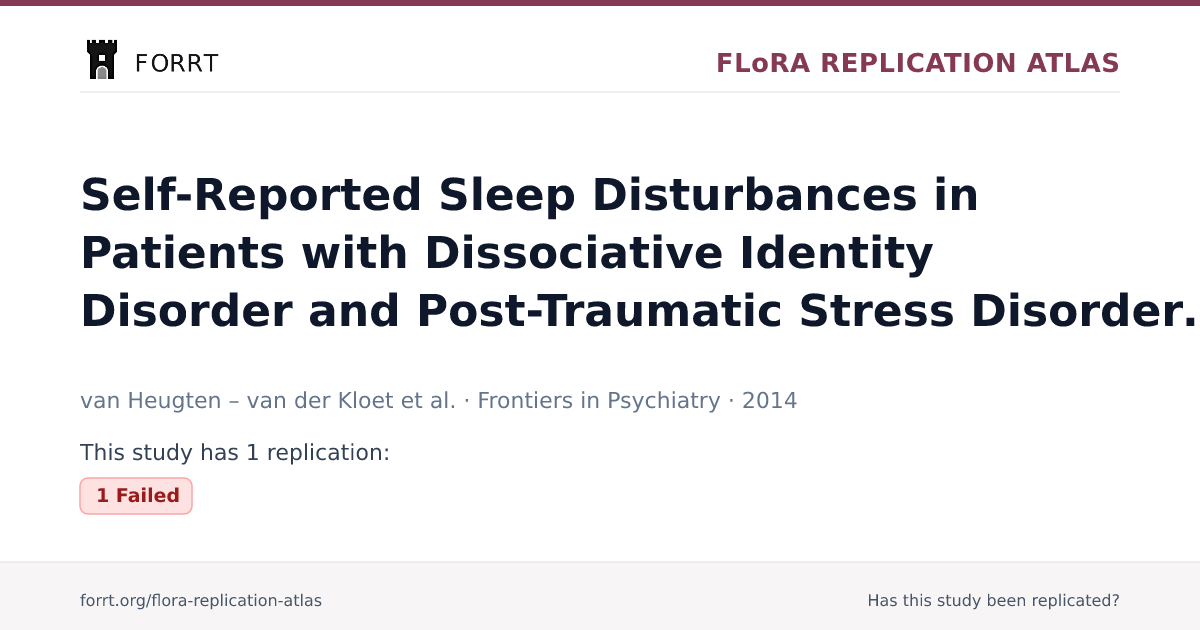 FORRT
FLoRA REPLICATION ATLAS
Self-Reported Sleep Disturbances in
Patients with Dissociative Identity
Disorder and Post-Traumatic Stress Disorder.
van Heugten – van der Kloet et al. · Frontiers in Psychiatry · 2014
This study has 1 replication:
1 Failed
forrt.org/flora-replication-atlas
Has this study been replicated?